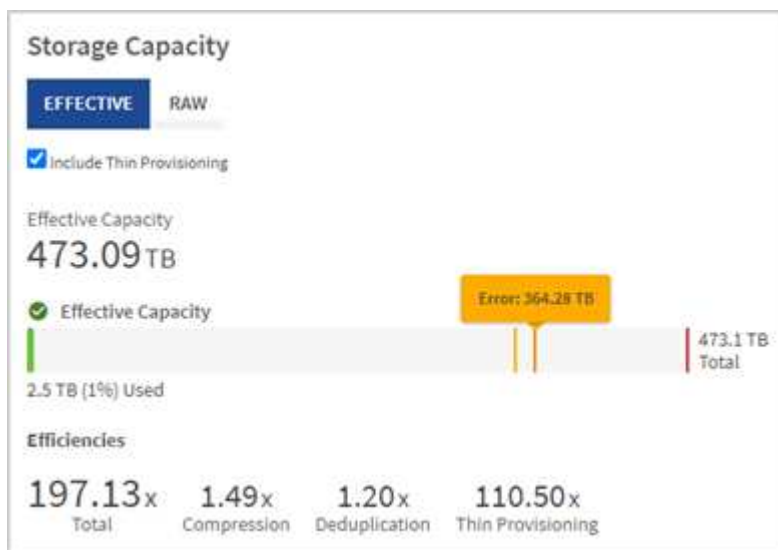 Storage Capacity
EFFECTIVE RAW
Include Thin Provisioning
Effective Capacity
473.09 TB
Error: 364.28 TB
Effective Capacity
473.1 TB
Total
2.5 TB (1%) Used
Efficiencies
197.13x 1.49x 1.20x 110.50x
Total Compression Deduplication Thin Provisioning